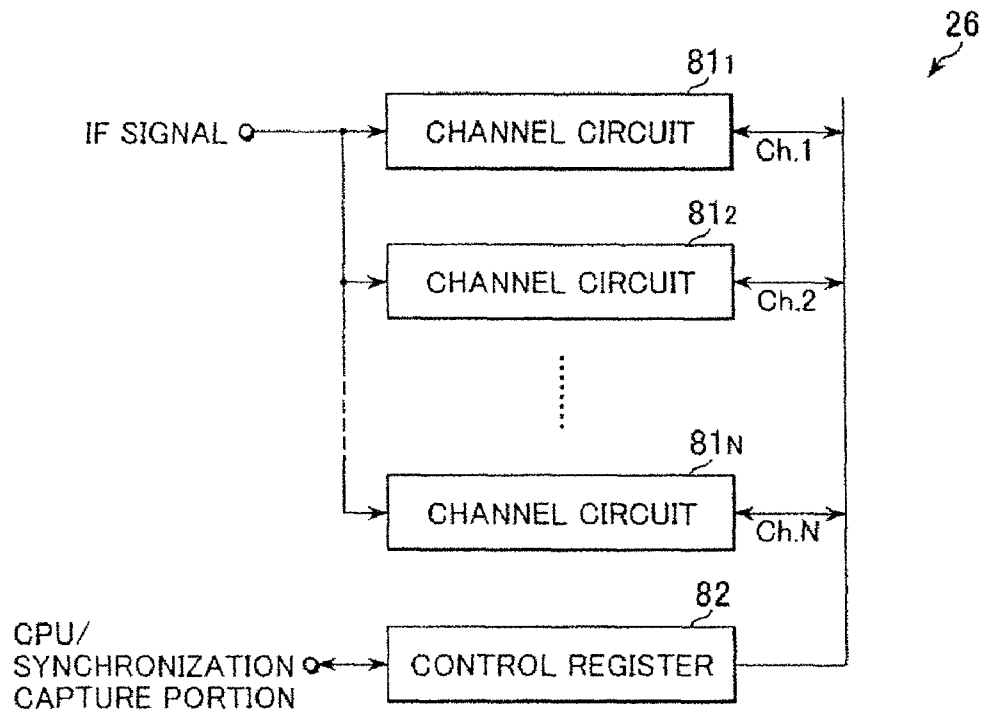 26
81₁
IF SIGNAL
CHANNEL CIRCUIT
Ch.1
81₂
CHANNEL CIRCUIT
Ch.2
81N
CHANNEL CIRCUIT
Ch.N
82
CPU/
SYNCHRONIZATION
CAPTURE PORTION
CONTROL REGISTER